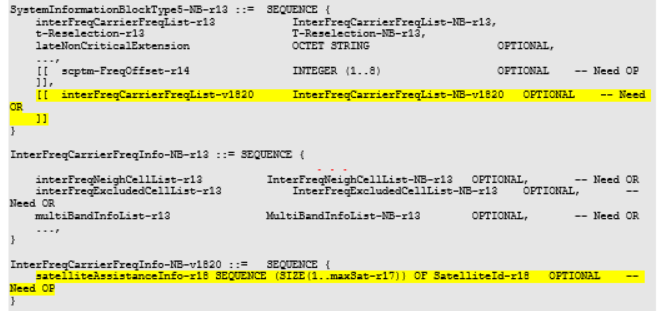 SystemInformationBlockType5-NB-r13 ::= SEQUENCE {
interFreqCarrierFreqList-r13 InterFreqCarrierFreqList-NB-r13,
t-Reselection-r13 T-Reselection-NB-r13,
lateNonCriticalExtension OCTET STRING OPTIONAL,
...,
[[ scptm-FreqOffset-r14 INTEGER (1..8) OPTIONAL -- Need OP
]],
[[ interFreqCarrierFreqList-v1820 InterFreqCarrierFreqList-NB-v1820 OPTIONAL -- Need
OR
]]
}
InterFreqCarrierFreqInfo-NB-r13 ::= SEQUENCE {
...
interFreqNeighCellList-r13 InterFreqNeighCellList-NB-r13 OPTIONAL, -- Need OR
interFreqExcludedCellList-r13 InterFreqExcludedCellList-NB-r13 OPTIONAL, --
Need OR
multiBandInfoList-r13 MultiBandInfoList-NB-r13 OPTIONAL, -- Need OR
...,
}
InterFreqCarrierFreqInfo-NB-v1820 ::= SEQUENCE {
satelliteAssistanceInfo-r18 SEQUENCE (SIZE(1..maxSat-r17)) OF SatelliteId-r18 OPTIONAL --
Need OP
}